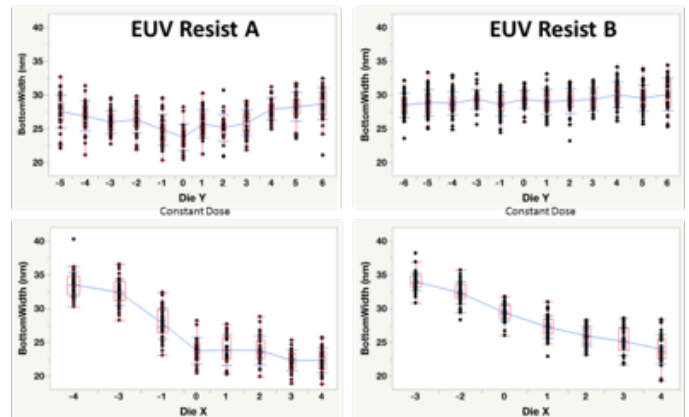 EUV Resist A
EUV Resist B
BottomWidth (nm)
40
35
30
25
20
-5 -4 -3 -2 -1 0 1 2 3 4 5 6
Die Y
Constant Dose
BottomWidth (nm)
40
35
30
25
20
-6 -5 -4 -3 -2 -1 0 1 2 3 4 5 6
Die Y
Constant Dose
BottomWidth (nm)
40
35
30
25
20
-4 -3 -1 0 1 2 3 4
Die X
BottomWidth (nm)
40
35
30
25
20
-3 -2 0 1 2 3 4
Die X